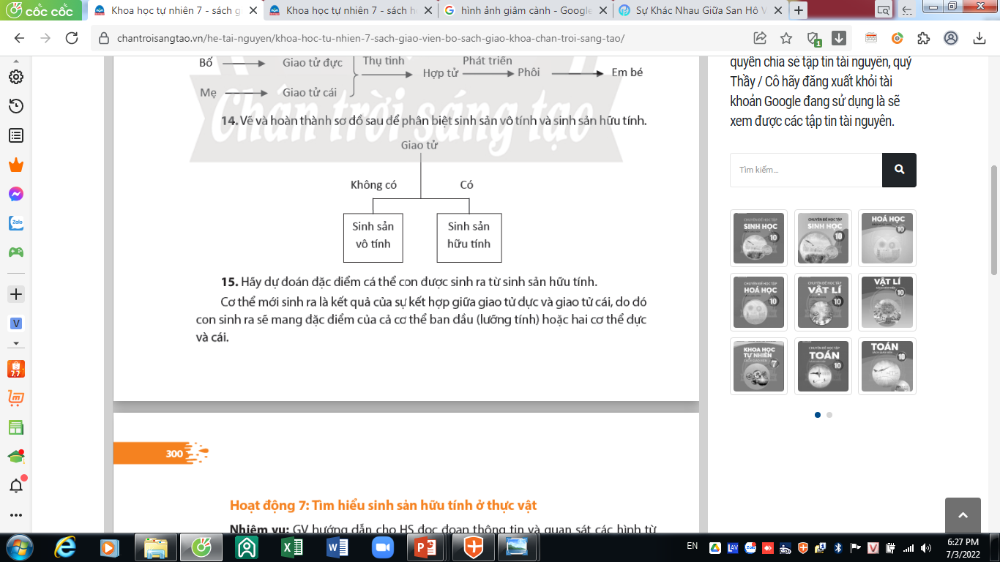 cốc cốc
Khoa học tự nhiên 7 - sách g
Khoa học tự nhiên 7 - sách h
hình ảnh giâm cành - Google
Sự Khác Nhau Giữa San Hô V
chantroisangtao.vn/he-tai-nguyen/khoa-hoc-tu-nhien-7-sach-giao-vien-bo-sach-giao-khoa-chan-troi-sang-tao/
1
Bố Giao tử đực Thụ tinh Hợp tử Phát triển Phôi Em bé
Mẹ Giao tử cái
Chân trời sáng tạo
14. Vẽ và hoàn thành sơ đồ sau để phân biệt sinh sản vô tính và sinh sản hữu tính.
Giao tử
Không có Có
Sinh sản
vô tính
Sinh sản
hữu tính
15. Hãy dự đoán đặc điểm cá thể con được sinh ra từ sinh sản hữu tính.
Cơ thể mới sinh ra là kết quả của sự kết hợp giữa giao tử đực và giao tử cái, do đó
con sinh ra sẽ mang đặc điểm của cả cơ thể ban đầu (lưỡng tính) hoặc hai cơ thể đực
và cái.
300
Hoạt động 7: Tìm hiểu sinh sản hữu tính ở thực vật
Nhiệm vụ: GV hướng dẫn cho HS đọc đoạn thông tin và quan sát các hình từ
quyền chia sẻ tập tin tài nguyên, quý
Thầy / Cô hãy đăng xuất khỏi tài
khoản Google đang sử dụng là sẽ
xem được các tập tin tài nguyên.
Tìm kiếm...
CHUYÊN ĐỀ HỌC TẬP
SINH HỌC
10
CHUYÊN ĐỀ HỌC TẬP
SINH HỌC
10
HOÁ HỌC
10
CHUYÊN ĐỀ HỌC TẬP
HOÁ HỌC
10
CHUYÊN ĐỀ HỌC TẬP
VẬT LÍ
10
VẬT LÍ
10
KHOA HỌC
TỰ NHIÊN
7
CHUYÊN ĐỀ HỌC TẬP
TOÁN
10
TOÁN
10
Zalo
V
7.7
EN
LAV
Zalo
V
6:27 PM
7/3/2022